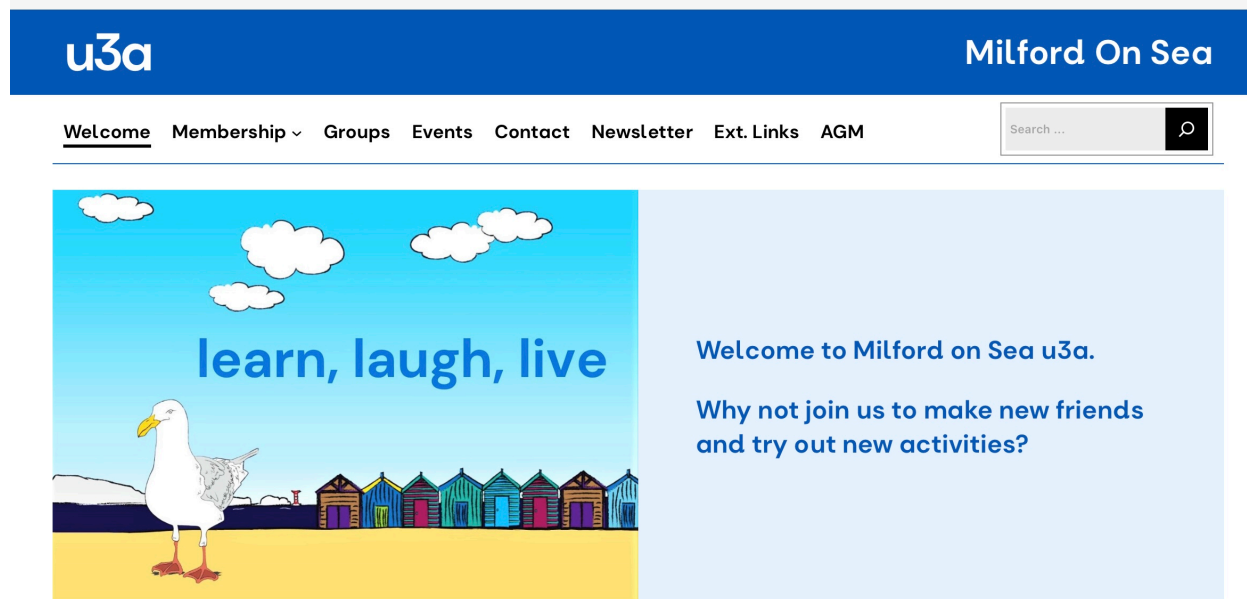 u3a
Milford On Sea
Welcome Membership Groups Events Contact Newsletter Ext. Links AGM
Search ...
learn, laugh, live
Welcome to Milford on Sea u3a.
Why not join us to make new friends
and try out new activities?